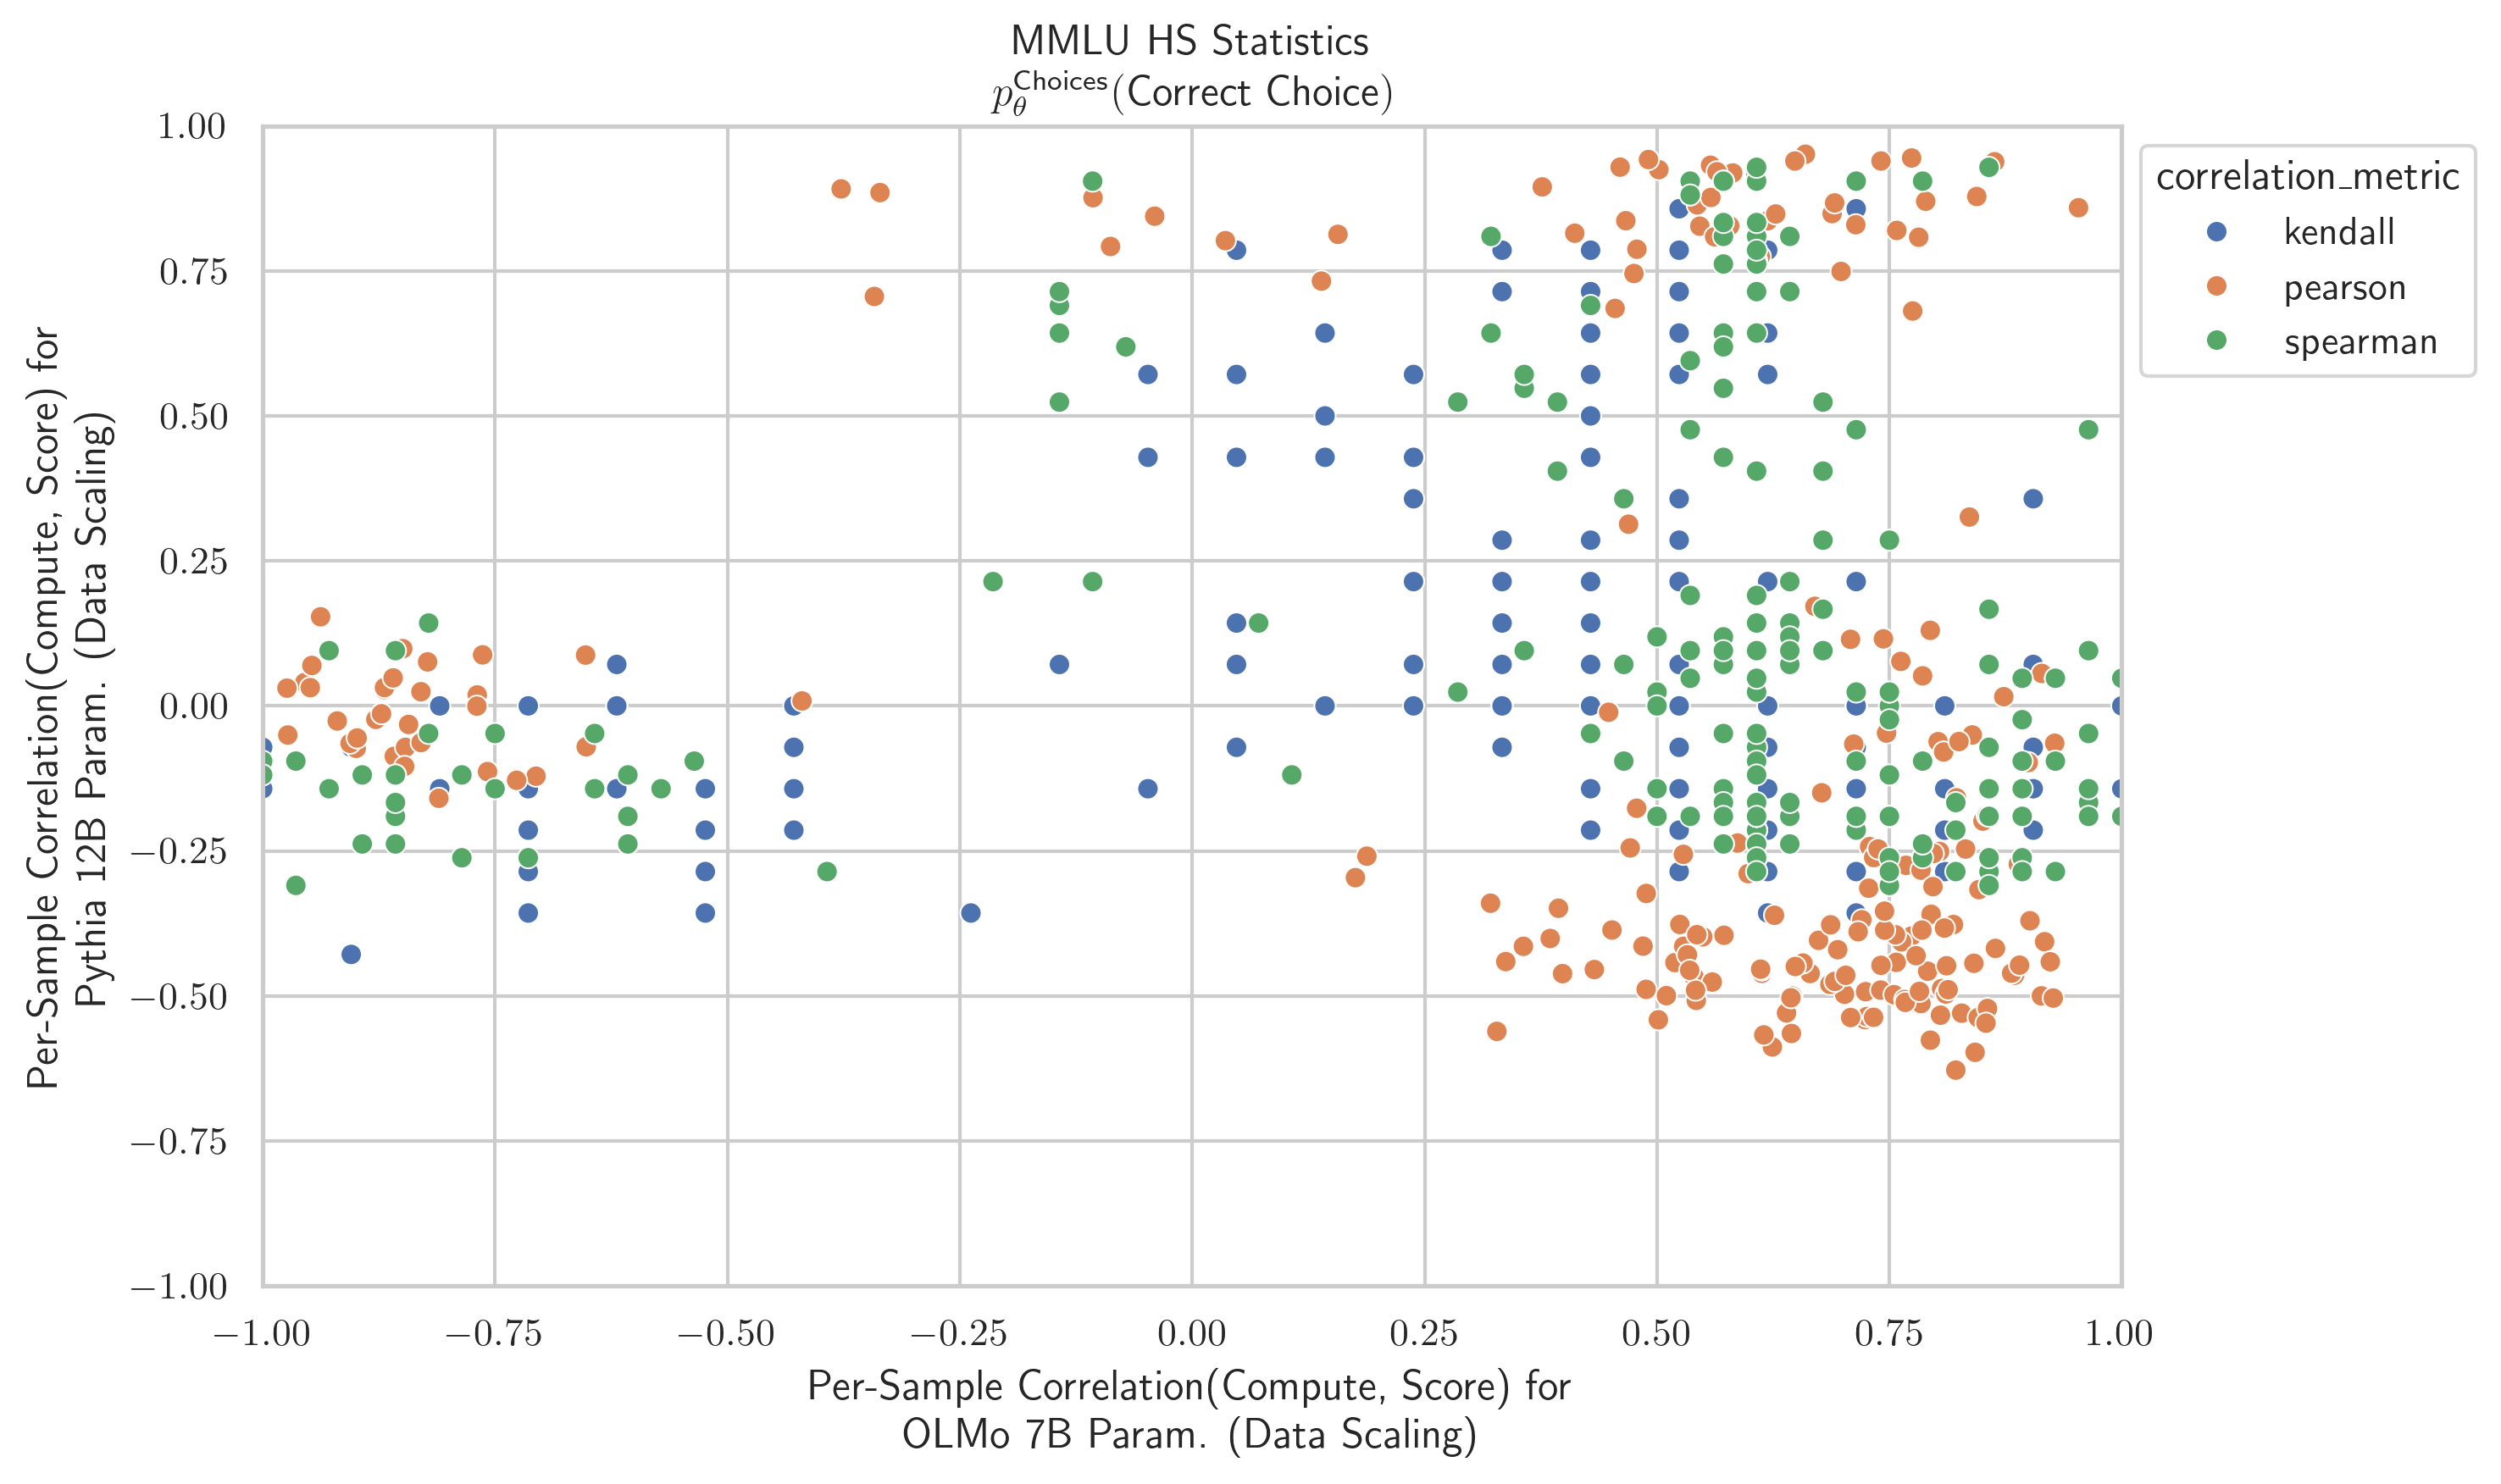 MMLU HS Statistics
p_θ^Choices(Correct Choice)
1.00
0.75
0.50
0.25
0.00
−0.25
−0.50
−0.75
−1.00
Per-Sample Correlation(Compute, Score) for
Pythia 12B Param. (Data Scaling)
−1.00 −0.75 −0.50 −0.25 0.00 0.25 0.50 0.75 1.00
Per-Sample Correlation(Compute, Score) for
OLMo 7B Param. (Data Scaling)
correlation_metric
kendall
pearson
spearman